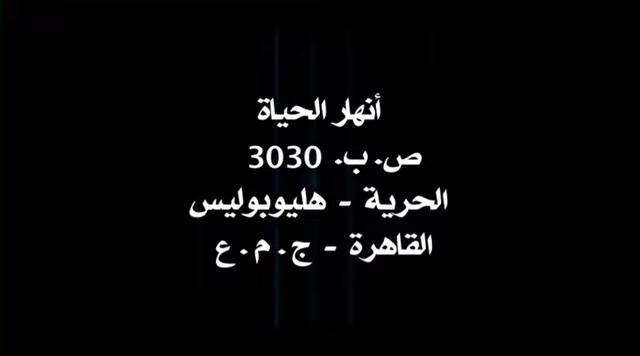 أنهار الحياة
ص. ب. 3030
الحرية - هليوبوليس
القاهرة - ج. م. ع